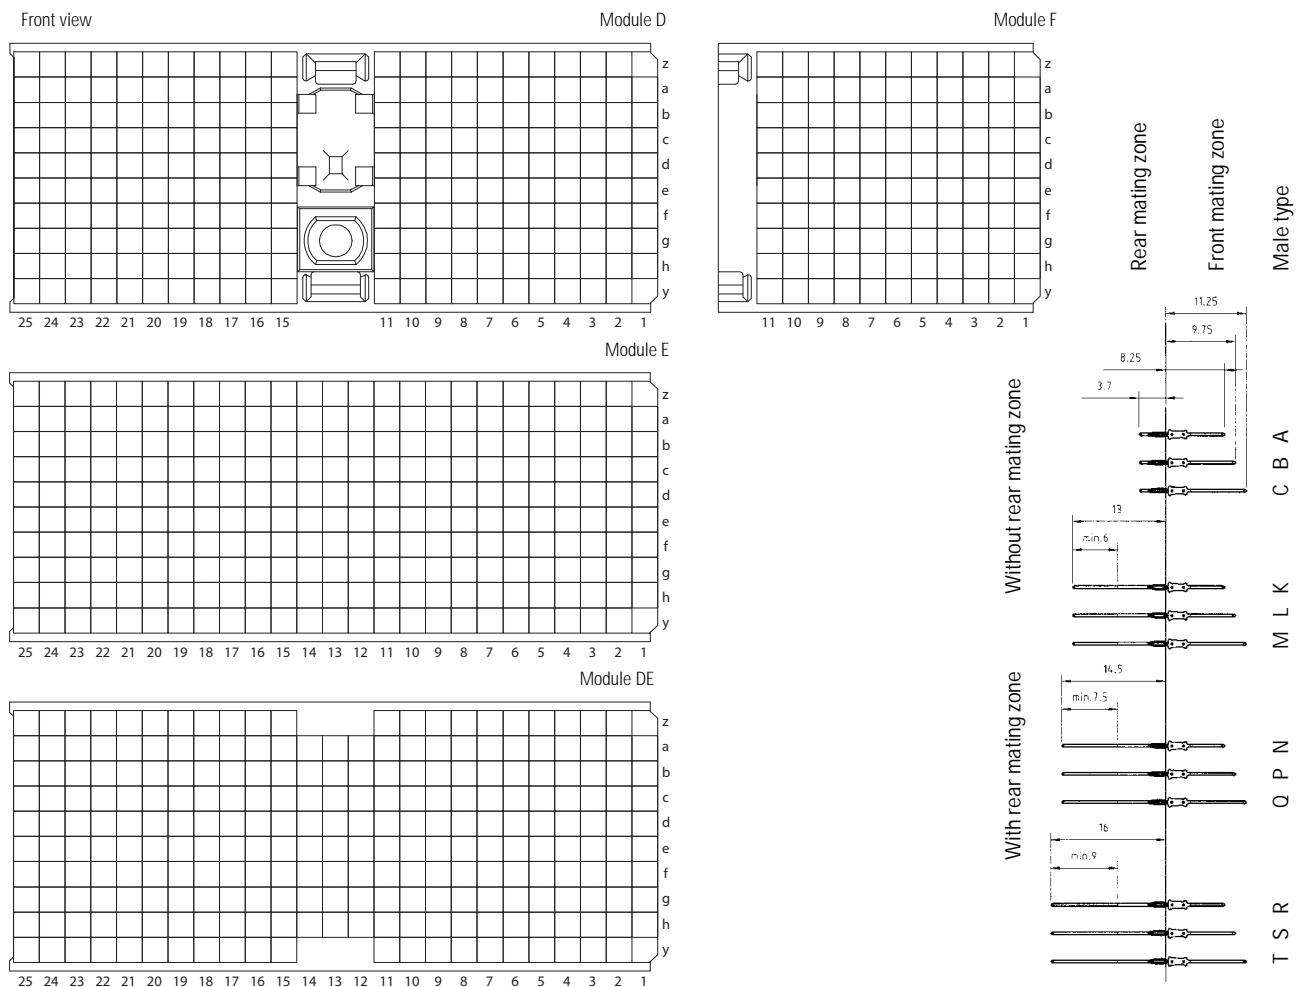 Front view
Module D
z
a
b
c
d
e
f
g
h
y
25 24 23 22 21 20 19 18 17 16 15 11 10 9 8 7 6 5 4 3 2 1
Module F
z
a
b
c
d
e
f
g
h
y
11 10 9 8 7 6 5 4 3 2 1
Module E
z
a
b
c
d
e
f
g
h
y
25 24 23 22 21 20 19 18 17 16 15 14 13 12 11 10 9 8 7 6 5 4 3 2 1
Module DE
z
a
b
c
d
e
f
g
h
y
25 24 23 22 21 20 19 18 17 16 15 14 13 12 11 10 9 8 7 6 5 4 3 2 1
Rear mating zone
Front mating zone
Male type
Without rear mating zone
11.25
9.75
8.25
3.7
A
B
C
13
min.6
K
L
M
With rear mating zone
14.5
min.7.5
N
P
Q
16
min.9
R
S
T